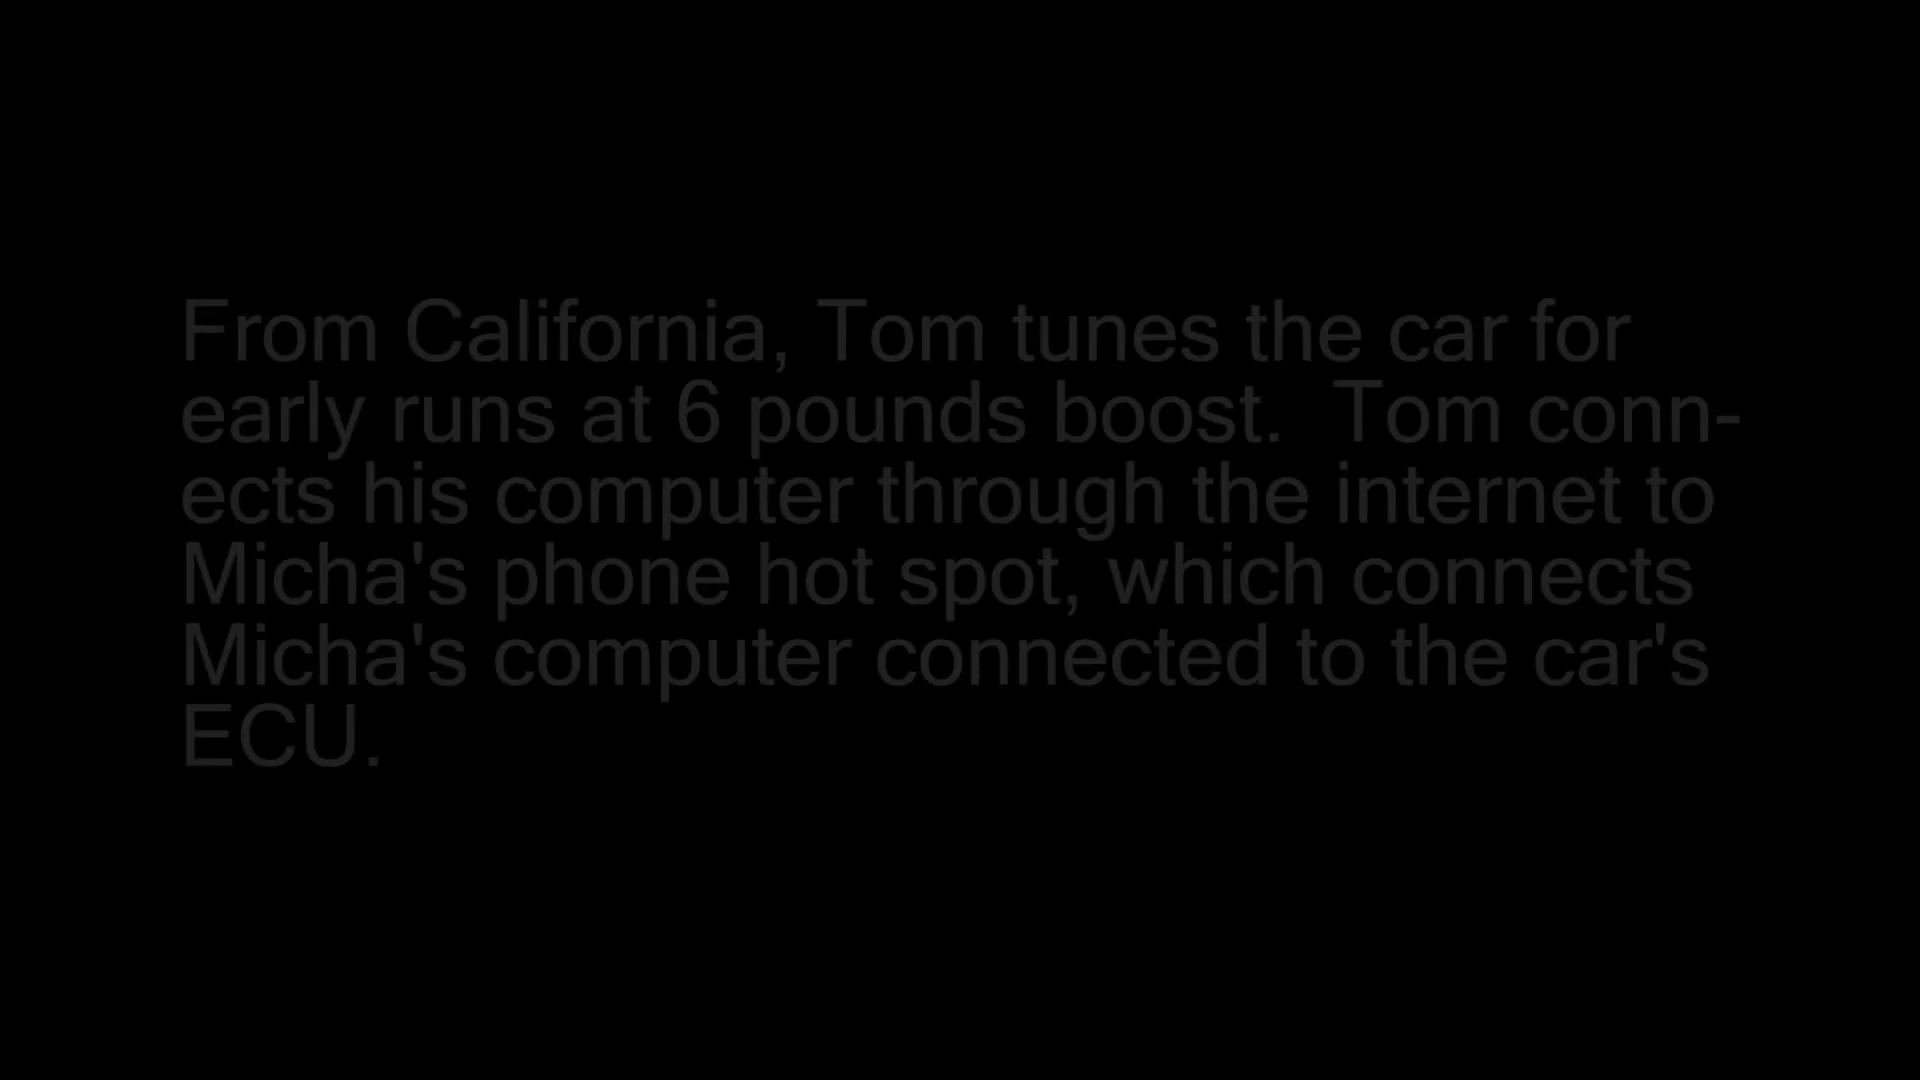 From California, Tom tunes the car for
early runs at 6 pounds boost.  Tom conn-
ects his computer through the internet to
Micha's phone hot spot, which connects
Micha's computer connected to the car's
ECU.